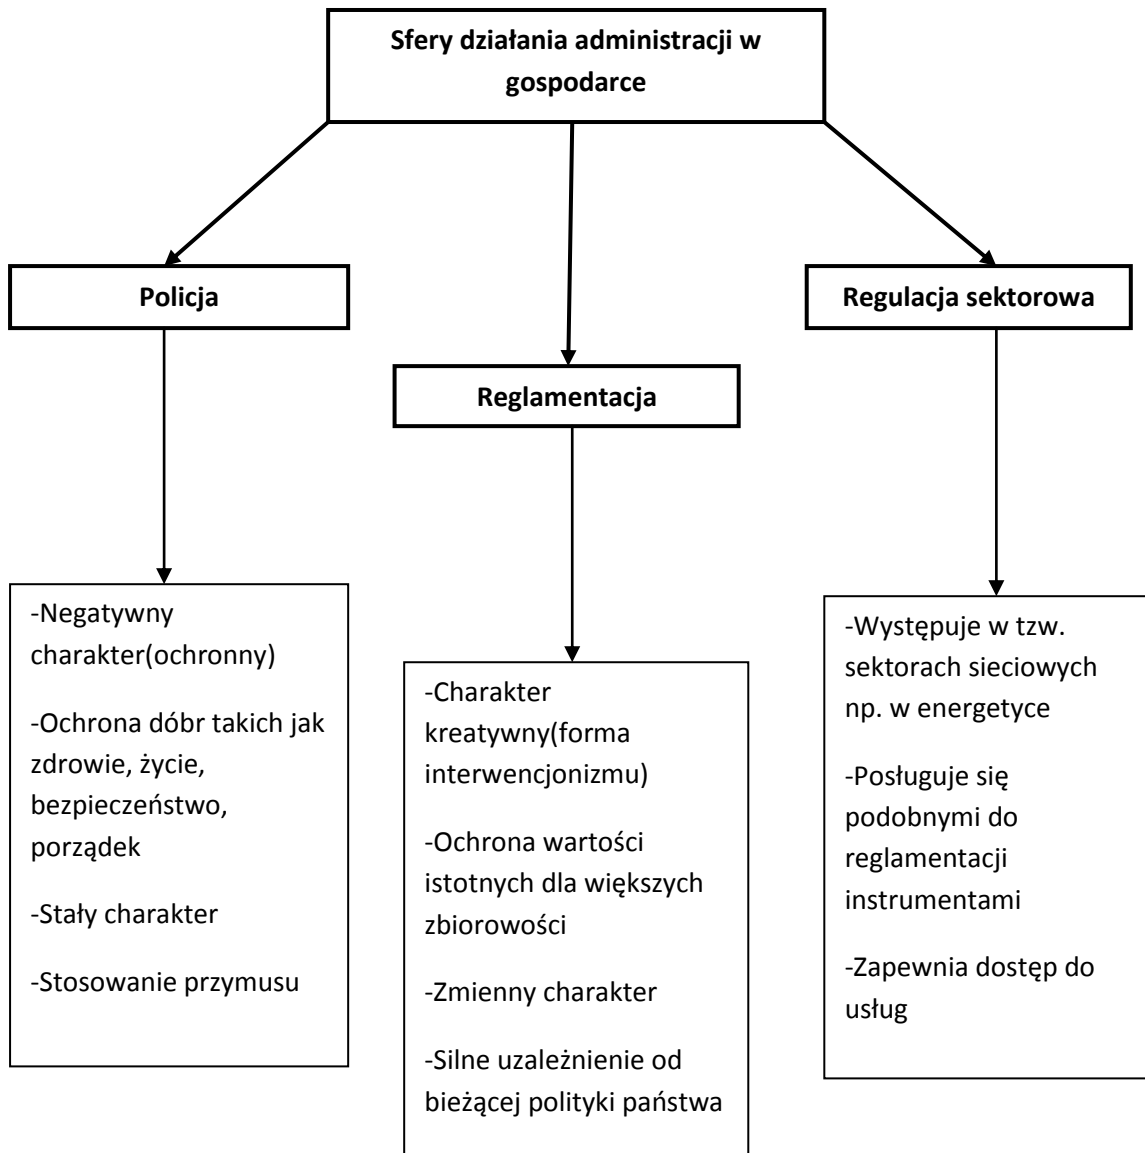 Sfery działania administracji w
gospodarce
Policja
Reglamentacja
Regulacja sektorowa
-Negatywny
charakter(ochronny)
-Ochrona dóbr takich jak
zdrowie, życie,
bezpieczeństwo,
porządek
-Stały charakter
-Stosowanie przymusu
-Charakter
kreatywny(forma
interwencjonizmu)
-Ochrona wartości
istotnych dla większych
zbiorowości
-Zmienny charakter
-Silne uzależnienie od
bieżącej polityki państwa
-Występuje w tzw.
sektorach sieciowych
np. w energetyce
-Posługuje się
podobnymi do
reglamentacji
instrumentami
-Zapewnia dostęp do
usług